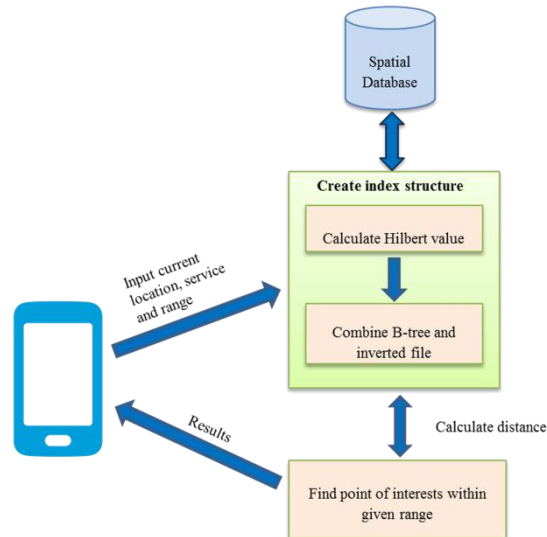 Spatial
Database
Create index structure
Calculate Hilbert value
Input current
location, service
and range
Combine B-tree and
inverted file
Results
Calculate distance
Find point of interests within
given range